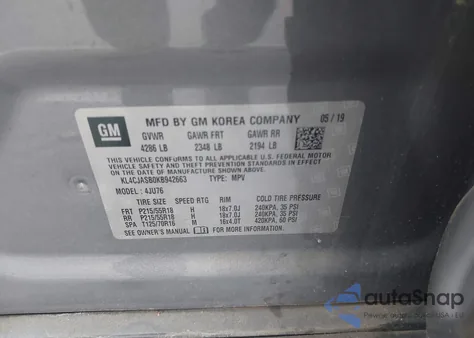 GM
MFD BY GM KOREA COMPANY 05/19
GVWR GAWR FRT GAWR RR
4286 LB 2348 LB 2194 LB
THIS VEHICLE CONFORMS TO ALL APPLICABLE U.S. FEDERAL MOTOR
VEHICLE SAFETY, BUMPER, AND THEFT PREVENTION STANDARDS IN
EFFECT ON THE DATE OF MANUFACTURE SHOWN ABOVE.
KL4CJASB0KB942663 TYPE: MPV
MODEL: 4JU76
TIRE SIZE SPEED RTG RIM COLD TIRE PRESSURE
FRT P215/55R18 H 18x7.0J 240KPA, 35 PSI
RR P215/55R18 H 18x7.0J 240KPA, 35 PSI
SPA T125/70R16 M 16x4.0T 420KPA, 60 PSI
SEE OWNER'S MANUAL FOR MORE INFORMATION
autoSnap